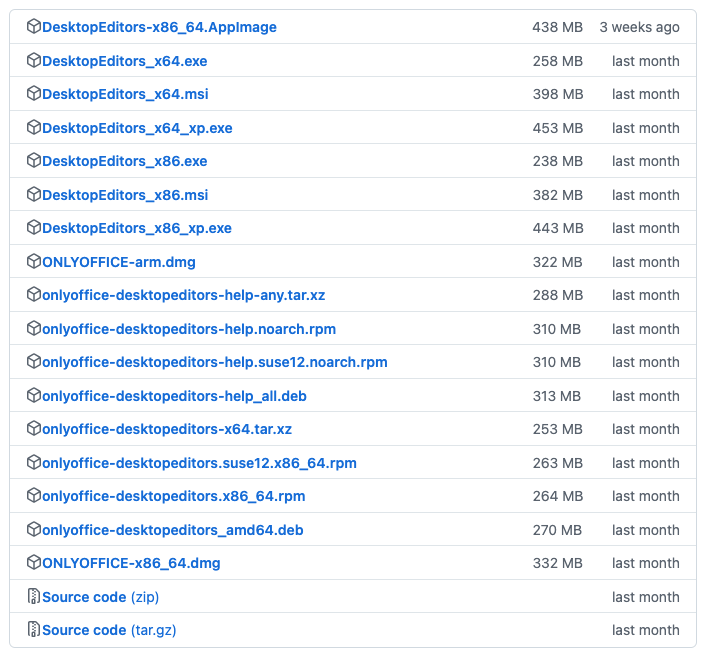 DesktopEditors-x86_64.AppImage 438 MB 3 weeks ago
DesktopEditors_x64.exe 258 MB last month
DesktopEditors_x64.msi 398 MB last month
DesktopEditors_x64_xp.exe 453 MB last month
DesktopEditors_x86.exe 238 MB last month
DesktopEditors_x86.msi 382 MB last month
DesktopEditors_x86_xp.exe 443 MB last month
ONLYOFFICE-arm.dmg 322 MB last month
onlyoffice-desktopeditors-help-any.tar.xz 288 MB last month
onlyoffice-desktopeditors-help.noarch.rpm 310 MB last month
onlyoffice-desktopeditors-help.suse12.noarch.rpm 310 MB last month
onlyoffice-desktopeditors-help_all.deb 313 MB last month
onlyoffice-desktopeditors-x64.tar.xz 253 MB last month
onlyoffice-desktopeditors.suse12.x86_64.rpm 263 MB last month
onlyoffice-desktopeditors.x86_64.rpm 264 MB last month
onlyoffice-desktopeditors_amd64.deb 270 MB last month
ONLYOFFICE-x86_64.dmg 332 MB last month
Source code (zip) last month
Source code (tar.gz) last month